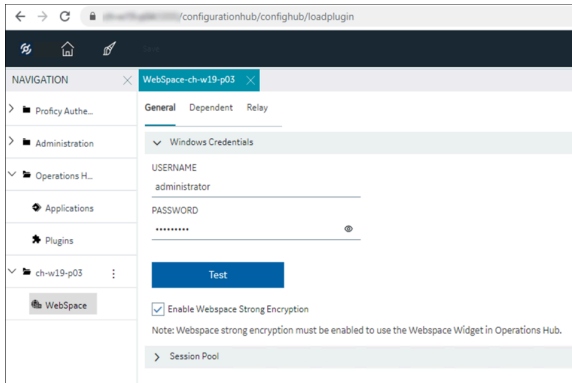 /configurationhub/confighub/loadplugin
NAVIGATION
WebSpace-ch-w19-p03
Proficy Authe...
Administration
Operations H...
Applications
Plugins
ch-w19-p03
WebSpace
General Dependent Relay
Windows Credentials
USERNAME
administrator
PASSWORD
•••••••••
Test
Enable Webspace Strong Encryption
Note: Webspace strong encryption must be enabled to use the Webspace Widget in Operations Hub.
Session Pool